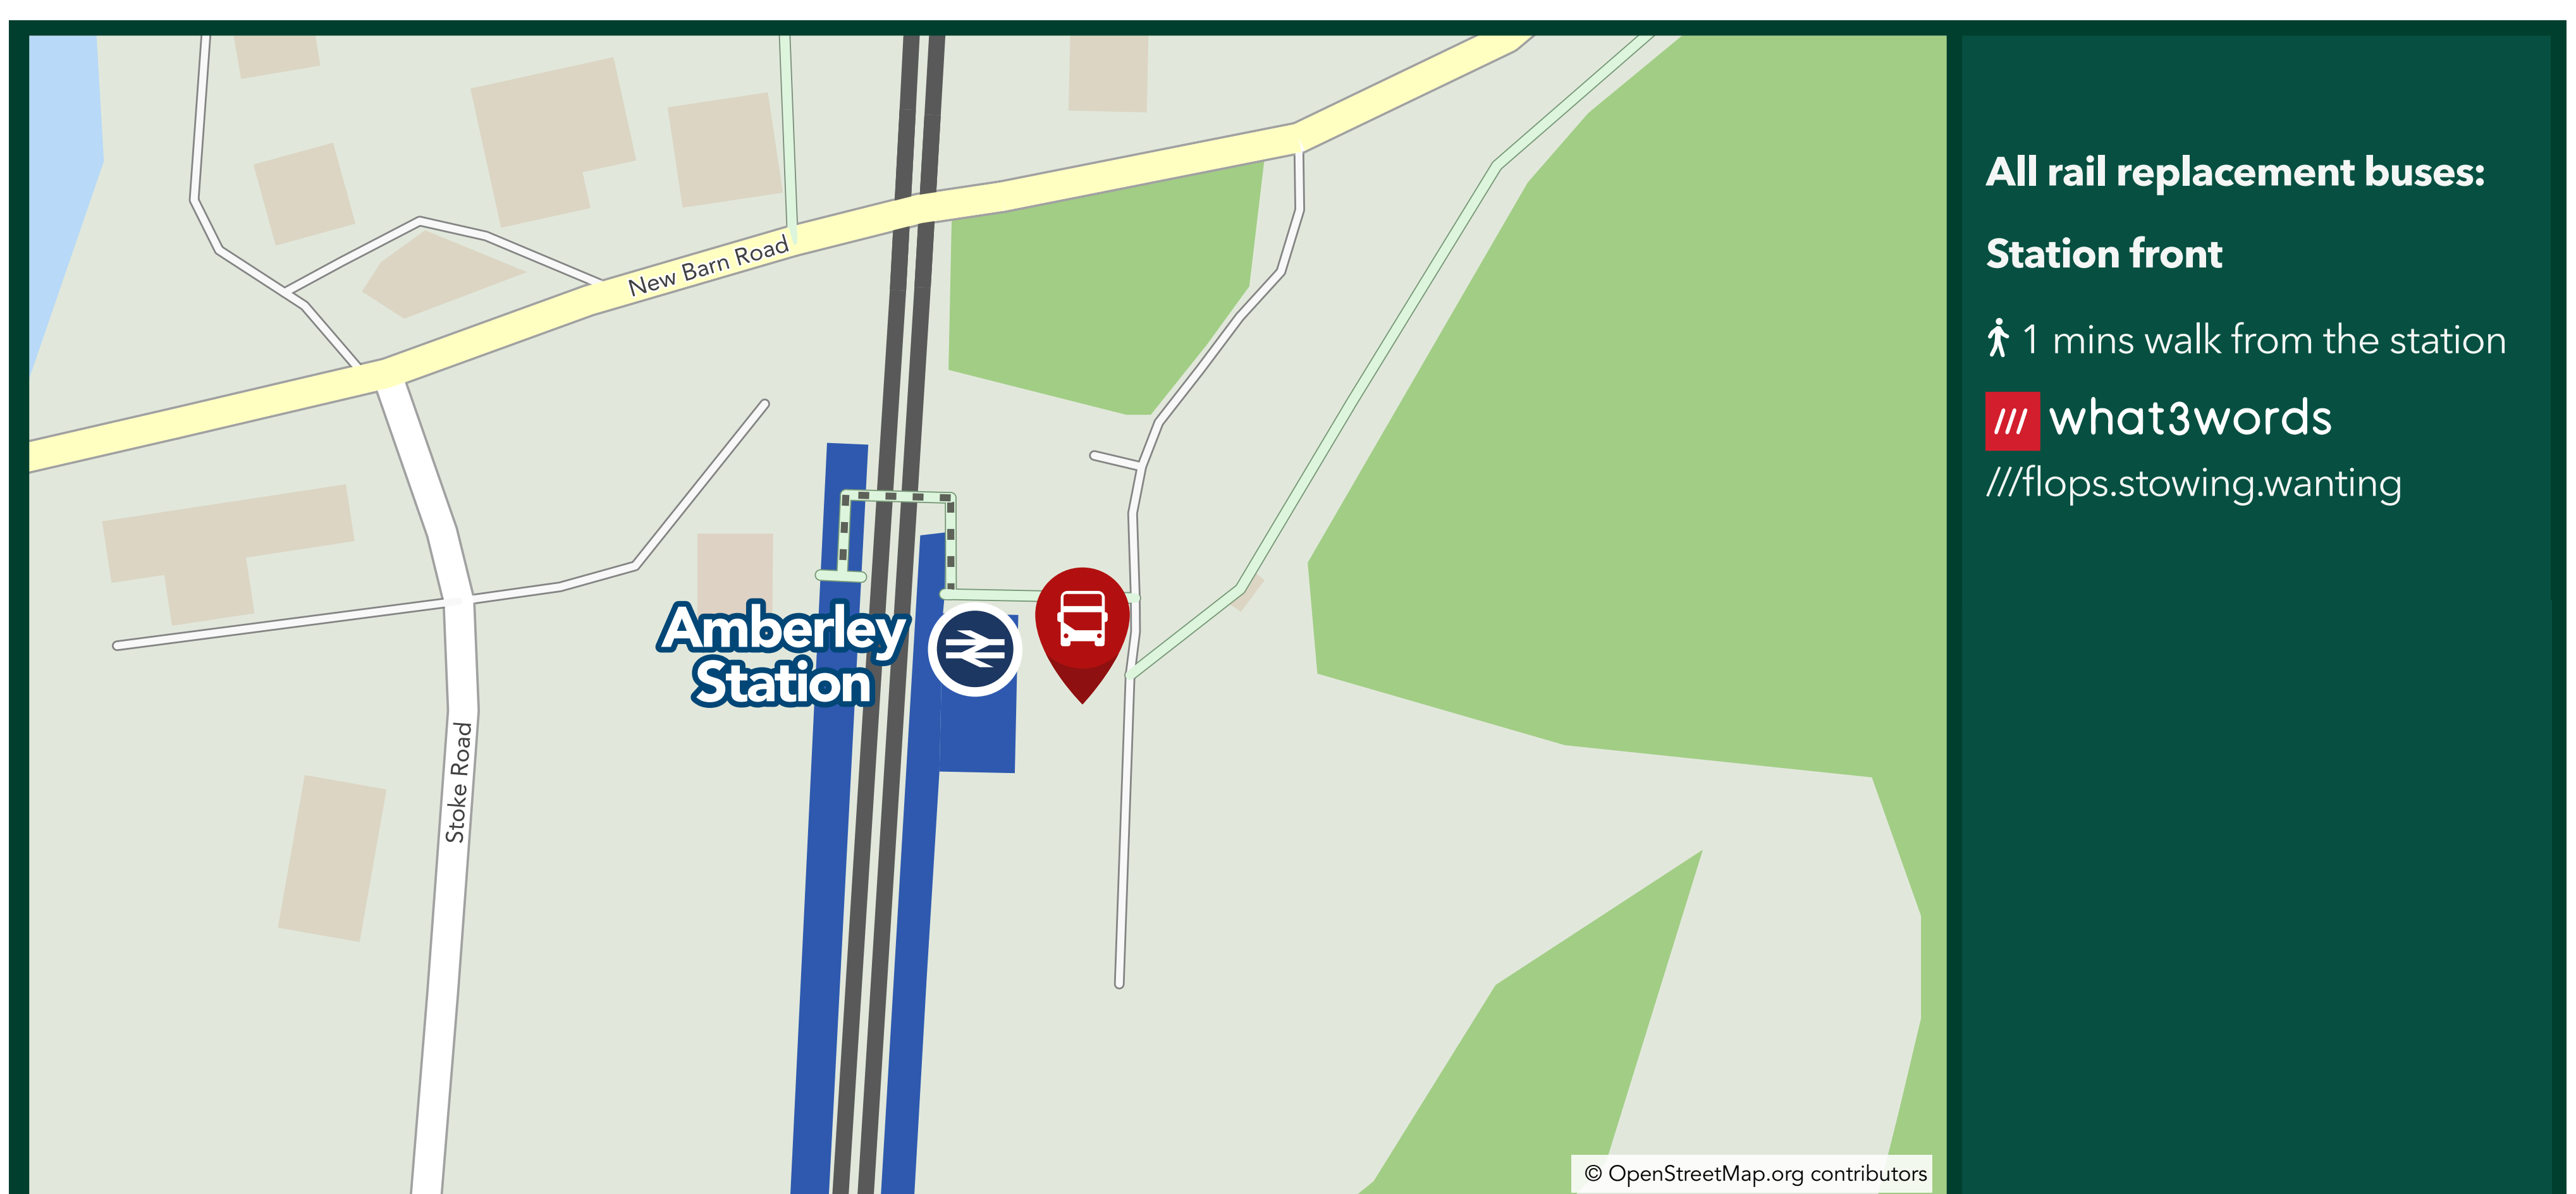 New Barn Road
Amberley
Station
Stoke Road
© OpenStreetMap.org contributors
All rail replacement buses:
Station front
1 mins walk from the station
what3words
///flops.stowing.wanting